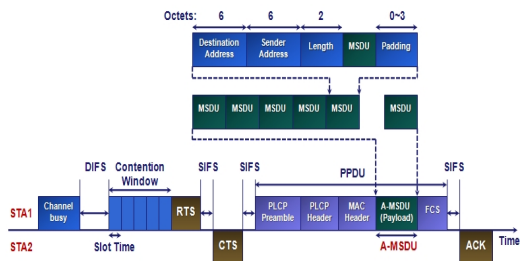 Octets: 6 6 2 0~3
Destination Address
Sender Address
Length
MSDU
Padding
MSDU MSDU MSDU MSDU MSDU MSDU
DIFS
Contention Window
SIFS
SIFS
PPDU
SIFS
STA1
Channel busy
RTS
PLCP Preamble
PLCP Header
MAC Header
A-MSDU (Payload)
FCS
Time
STA2
Slot Time
CTS
A-MSDU
ACK